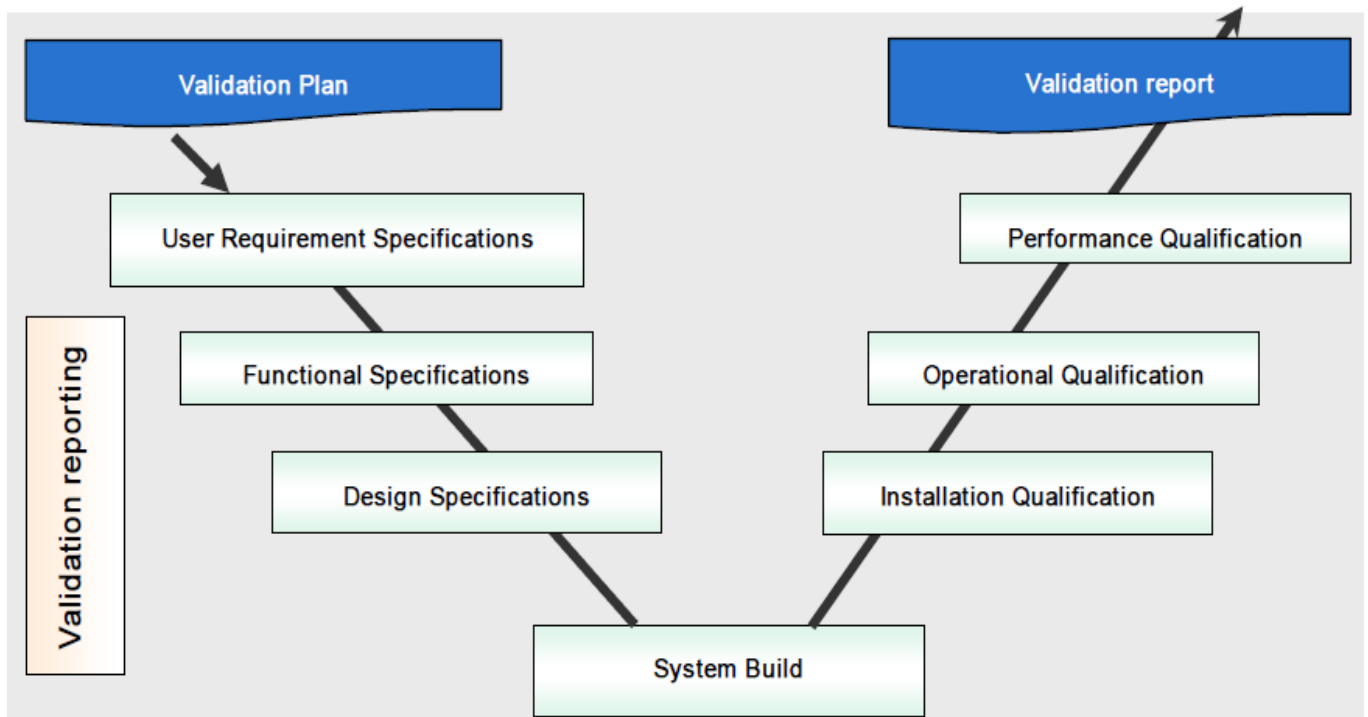 Validation Plan
Validation report
User Requirement Specifications
Performance Qualification
Validation reporting
Functional Specifications
Operational Qualification
Design Specifications
Installation Qualification
System Build